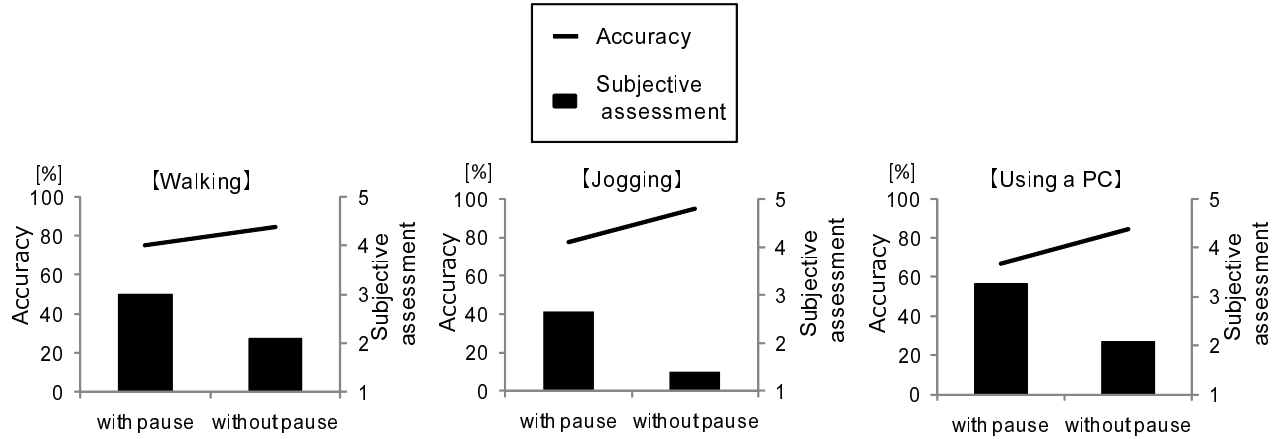 Accuracy
Subjective
assessment
[%]
【Walking】
100
80
60
40
20
0
Accuracy
5
4
3
2
1
Subjective
assessment
with pause
without pause
[%]
【Jogging】
100
80
60
40
20
0
Accuracy
5
4
3
2
1
Subjective
assessment
with pause
without pause
[%]
【Using a PC】
100
80
60
40
20
0
Accuracy
5
4
3
2
1
Subjective
assessment
with pause
without pause